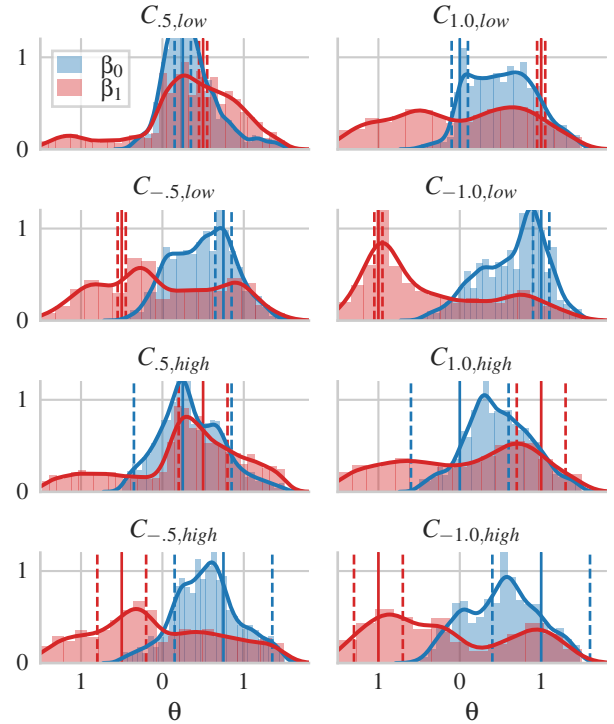 C.5,low
C1.0,low
1
β0
β1
0
C−.5,low
C−1.0,low
1
0
C.5,high
C1.0,high
1
0
C−.5,high
C−1.0,high
1
0
1 0 1
1 0 1
θ
θ